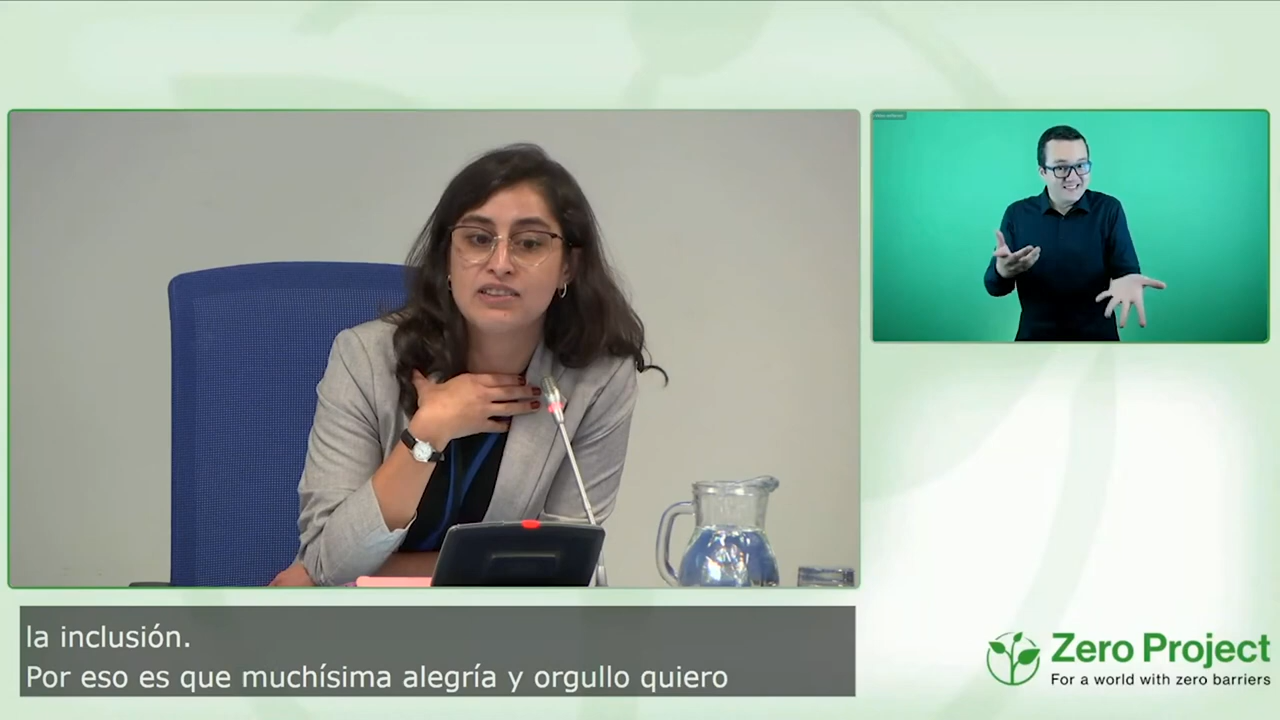 la inclusión.
Por eso es que muchísima alegría y orgullo quiero
Zero Project
For a world with zero barriers